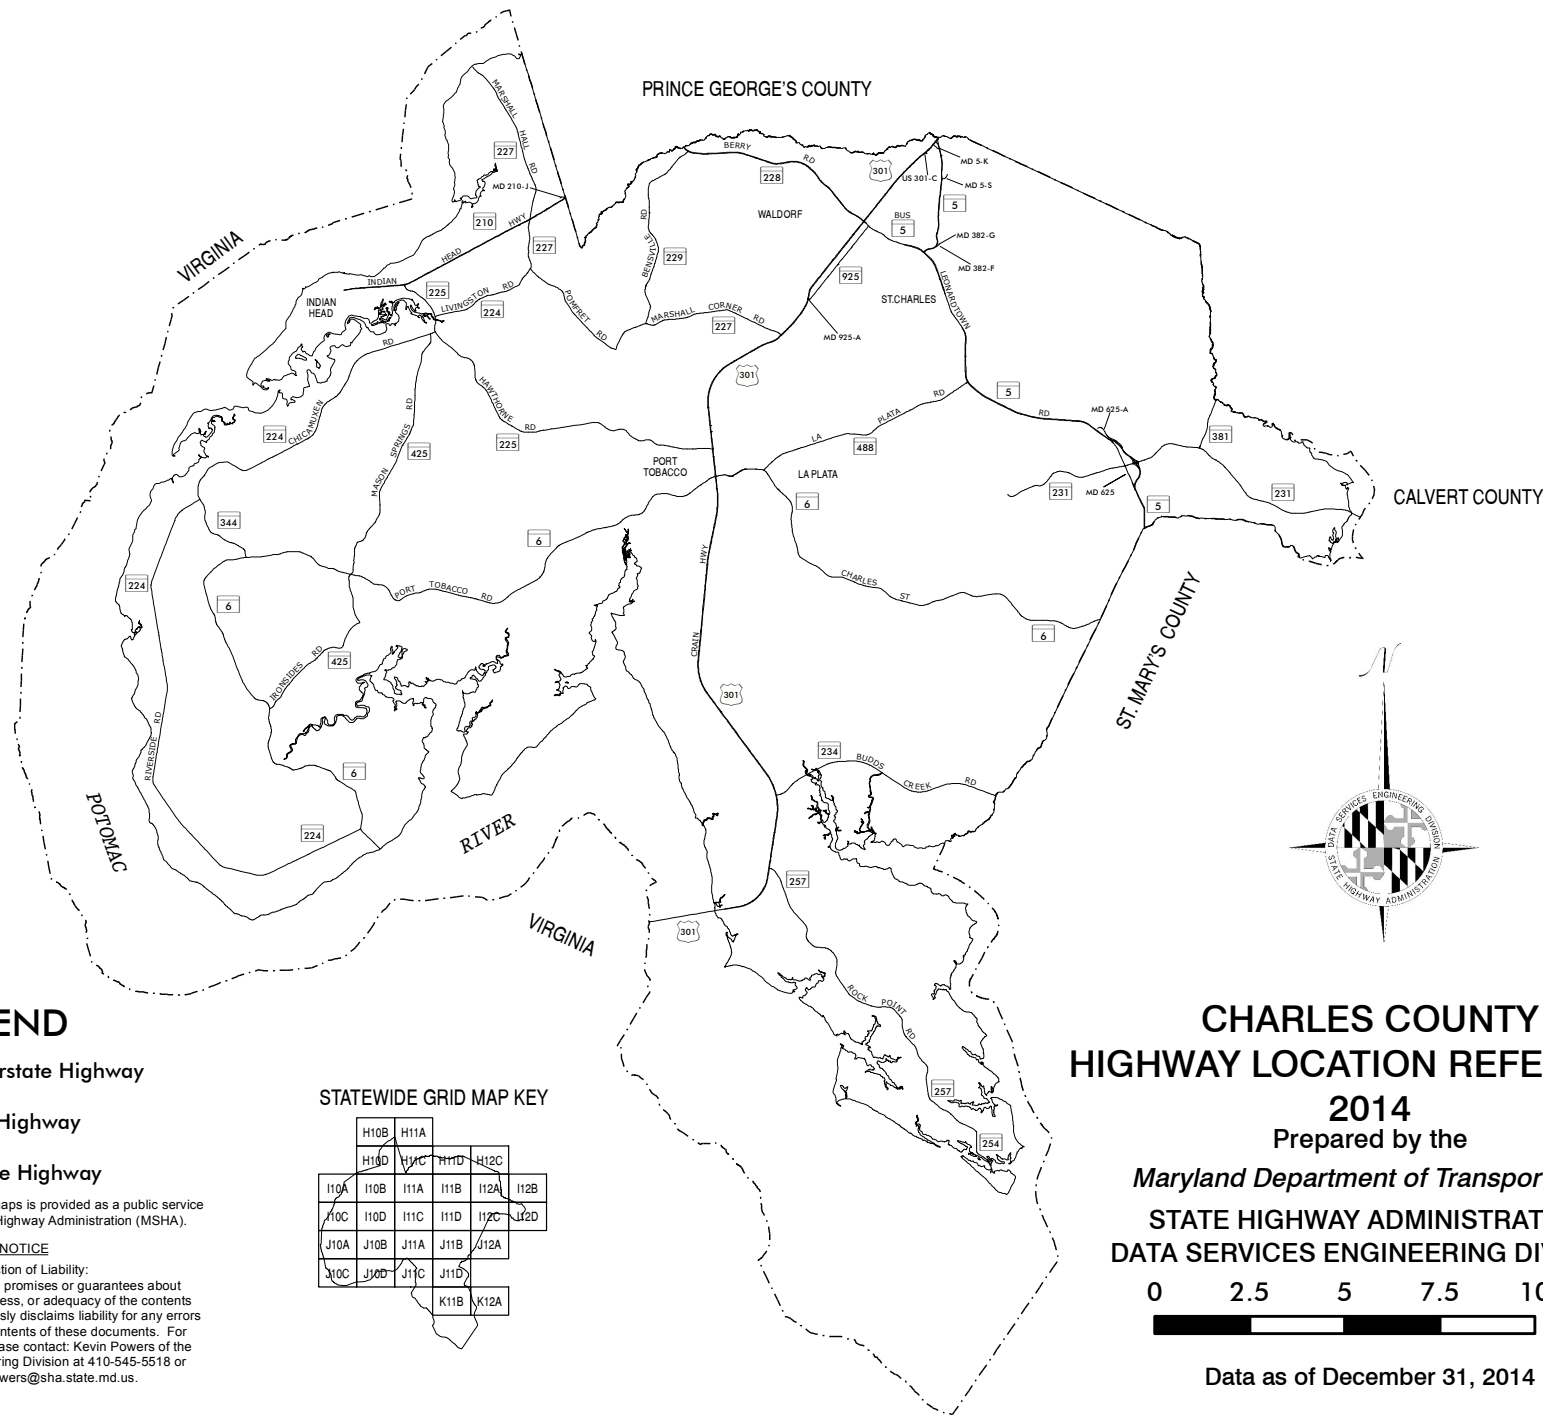 PRINCE GEORGE'S COUNTY
MARSHALL HALL RD
227
MD 210-J
210
INDIAN HEAD HWY
227
VIRGINIA
INDIAN
HEAD
225
LIVINGSTON RD
224
POMFRET RD
BERRY RD
228
WALDORF
301
US 301-C
MD 5-K
MD 5-S
5
BUS
5
MD 382-G
MD 382-F
BENSVILLE RD
229
925
ST.CHARLES
LEONARDTOWN RD
MARSHALL CORNER RD
227
MD 925-A
301
CHICAMUXEN RD
224
MASON SPRINGS RD
425
HAWTHORNE RD
225
PORT
TOBACCO
LA PLATA RD
488
LA PLATA
5
MD 625-A
381
231
MD 625
231
5
CALVERT COUNTY
344
6
6
224
PORT TOBACCO RD
CRAIN HWY
CHARLES ST
6
6
ST. MARY'S COUNTY
IRONSIDES RD
425
301
RIVERSIDE RD
6
234
BUDDS CREEK RD
POTOMAC RIVER
224
257
VIRGINIA
301
ROCK POINT RD
257
254
DATA SERVICES ENGINEERING DIVISION
STATE HIGHWAY ADMINISTRATION
END
rstate Highway
Highway
e Highway
aps is provided as a public service
Highway Administration (MSHA).
NOTICE
tion of Liability:
promises or guarantees about
ess, or adequacy of the contents
sly disclaims liability for any errors
ntents of these documents. For
ase contact: Kevin Powers of the
ring Division at 410-545-5518 or
wers@sha.state.md.us.
STATEWIDE GRID MAP KEY
H10B H11A
H10D H11C H11D H12C
I10A I10B I11A I11B I12A I12B
I10C I10D I11C I11D I12C I12D
J10A J10B J11A J11B J12A
J10C J10D J11C J11D
K11B K12A
CHARLES COUNTY
HIGHWAY LOCATION REFE
2014
Prepared by the
Maryland Department of Transpor
STATE HIGHWAY ADMINISTRAT
DATA SERVICES ENGINEERING DIV
0 2.5 5 7.5 10
Data as of December 31, 2014